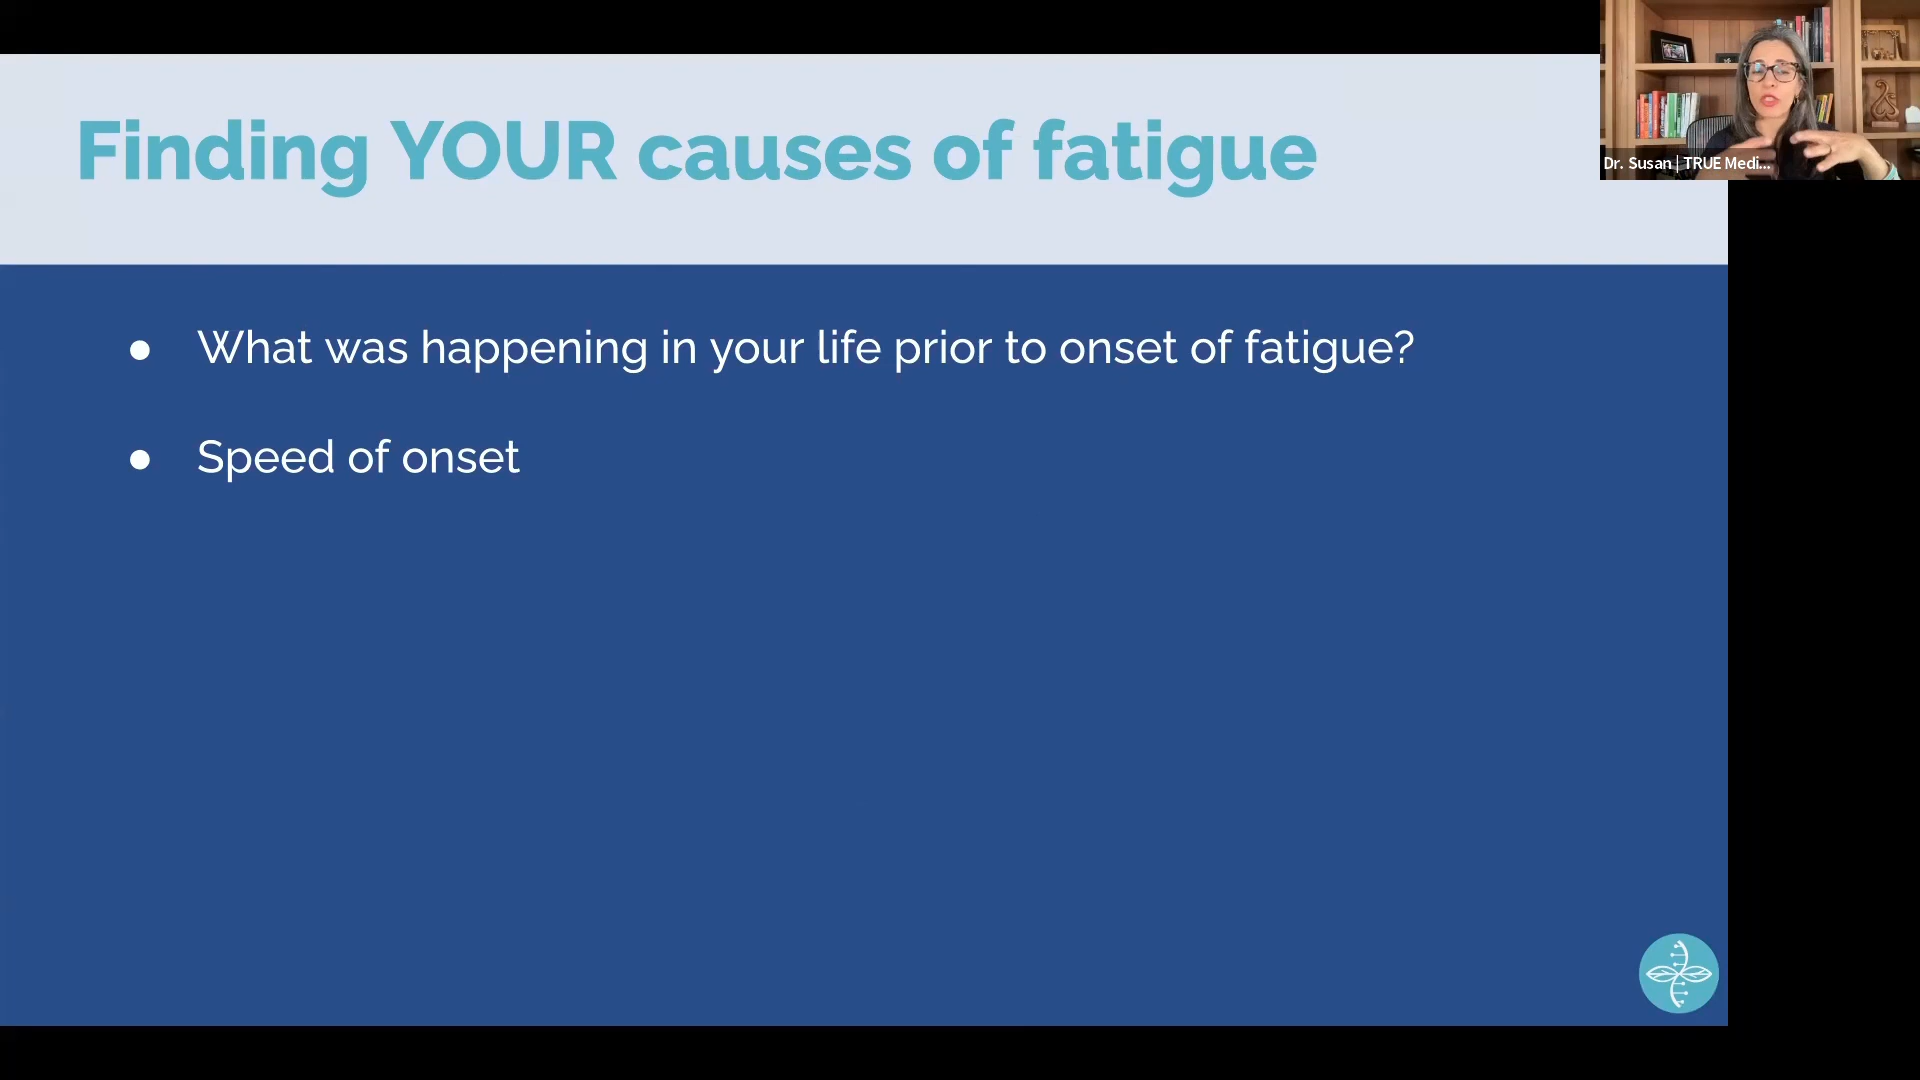 Finding YOUR causes of fatigue
Dr. Susan | TRUE Medi...
● What was happening in your life prior to onset of fatigue?
● Speed of onset